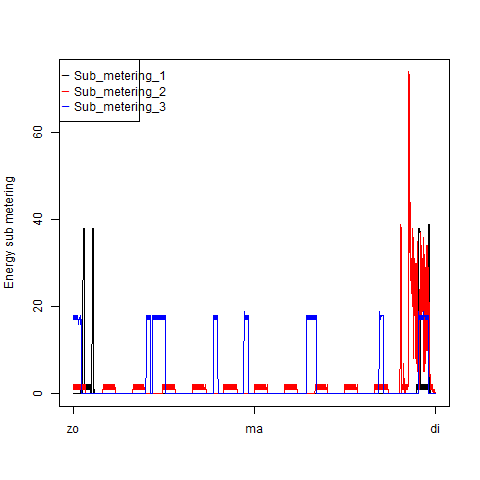 Sub_metering_1
Sub_metering_2
Sub_metering_3
Energy sub metering
60
40
20
0
zo ma di